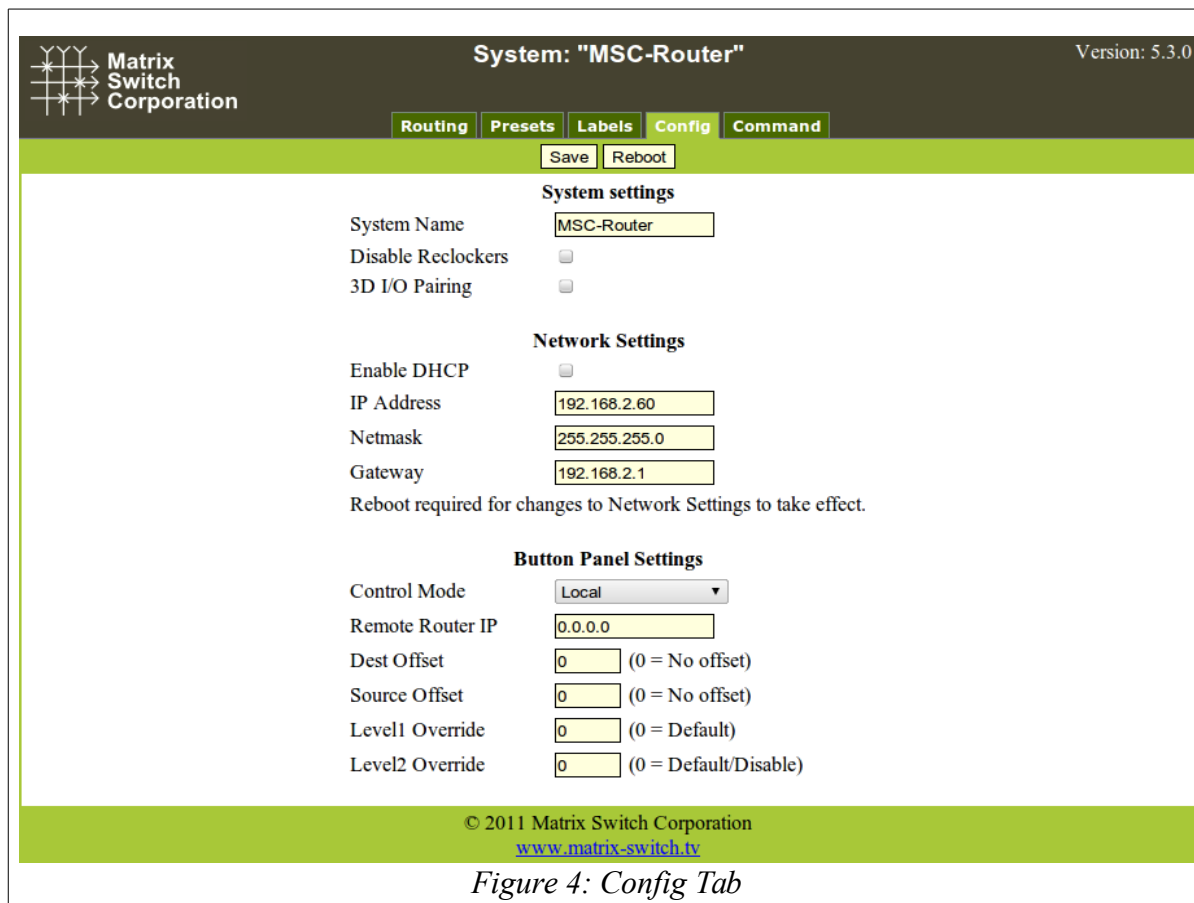 Matrix
Switch
Corporation
System: "MSC-Router"
Version: 5.3.0
Routing Presets Labels Config Command
Save Reboot
System settings
System Name MSC-Router
Disable Reclockers
3D I/O Pairing
Network Settings
Enable DHCP
IP Address 192.168.2.60
Netmask 255.255.255.0
Gateway 192.168.2.1
Reboot required for changes to Network Settings to take effect.
Button Panel Settings
Control Mode Local
Remote Router IP 0.0.0.0
Dest Offset 0 (0 = No offset)
Source Offset 0 (0 = No offset)
Level1 Override 0 (0 = Default)
Level2 Override 0 (0 = Default/Disable)
© 2011 Matrix Switch Corporation
www.matrix-switch.tv
Figure 4: Config Tab